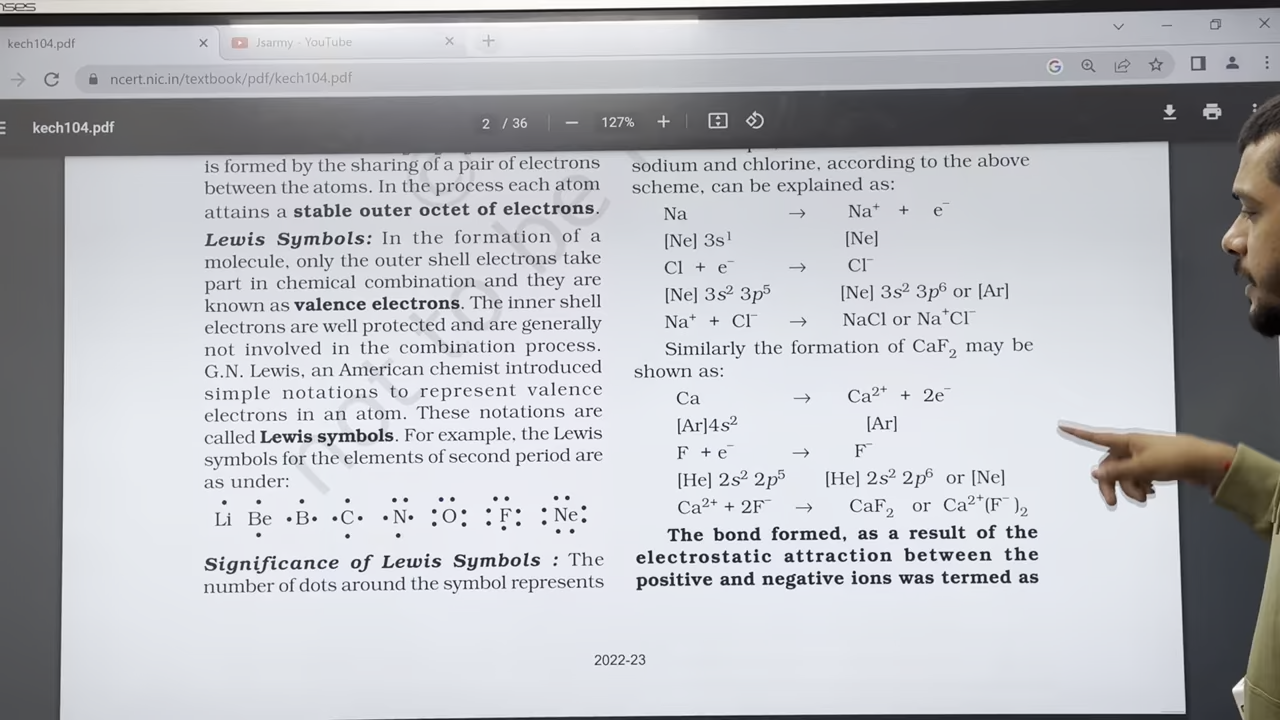 nses
kech104.pdf
Jsarmy - YouTube
ncert.nic.in/textbook/pdf/kech104.pdf
kech104.pdf
2 / 36
127%
is formed by the sharing of a pair of electrons
between the atoms. In the process each atom
attains a stable outer octet of electrons.
Lewis Symbols: In the formation of a
molecule, only the outer shell electrons take
part in chemical combination and they are
known as valence electrons. The inner shell
electrons are well protected and are generally
not involved in the combination process.
G.N. Lewis, an American chemist introduced
simple notations to represent valence
electrons in an atom. These notations are
called Lewis symbols. For example, the Lewis
symbols for the elements of second period are
as under:
Li Be B C N O F Ne
Significance of Lewis Symbols : The
number of dots around the symbol represents
sodium and chlorine, according to the above
scheme, can be explained as:
Na → Na⁺ + e⁻
[Ne] 3s¹ [Ne]
Cl + e⁻ → Cl⁻
[Ne] 3s² 3p⁵ [Ne] 3s² 3p⁶ or [Ar]
Na⁺ + Cl⁻ → NaCl or Na⁺Cl⁻
Similarly the formation of CaF₂ may be
shown as:
Ca → Ca²⁺ + 2e⁻
[Ar]4s² [Ar]
F + e⁻ → F⁻
[He] 2s² 2p⁵ [He] 2s² 2p⁶ or [Ne]
Ca²⁺ + 2F⁻ → CaF₂ or Ca²⁺(F⁻)₂
The bond formed, as a result of the
electrostatic attraction between the
positive and negative ions was termed as
not to be
2022-23